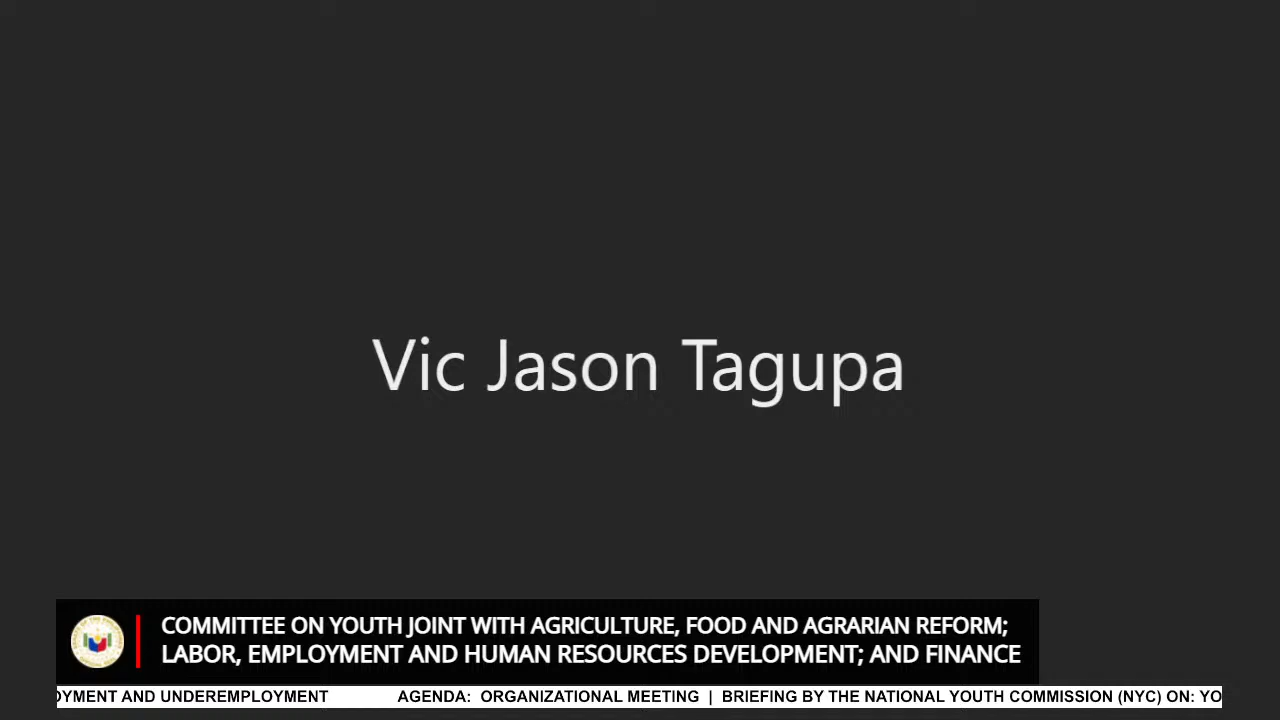 Vic Jason Tagupa
COMMITTEE ON YOUTH JOINT WITH AGRICULTURE, FOOD AND AGRARIAN REFORM;
LABOR, EMPLOYMENT AND HUMAN RESOURCES DEVELOPMENT; AND FINANCE
OYMENT AND UNDEREMPLOYMENT AGENDA: ORGANIZATIONAL MEETING | BRIEFING BY THE NATIONAL YOUTH COMMISSION (NYC) ON: YO